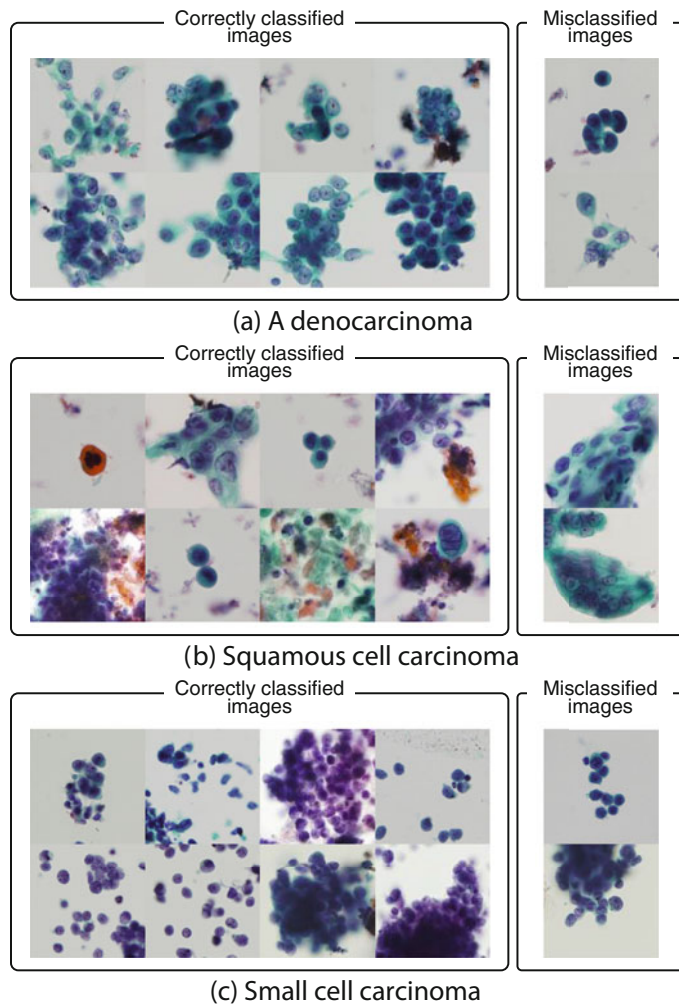 Correctly classified
images
Misclassified
images
(a) A denocarcinoma
Correctly classified
images
Misclassified
images
(b) Squamous cell carcinoma
Correctly classified
images
Misclassified
images
(c) Small cell carcinoma